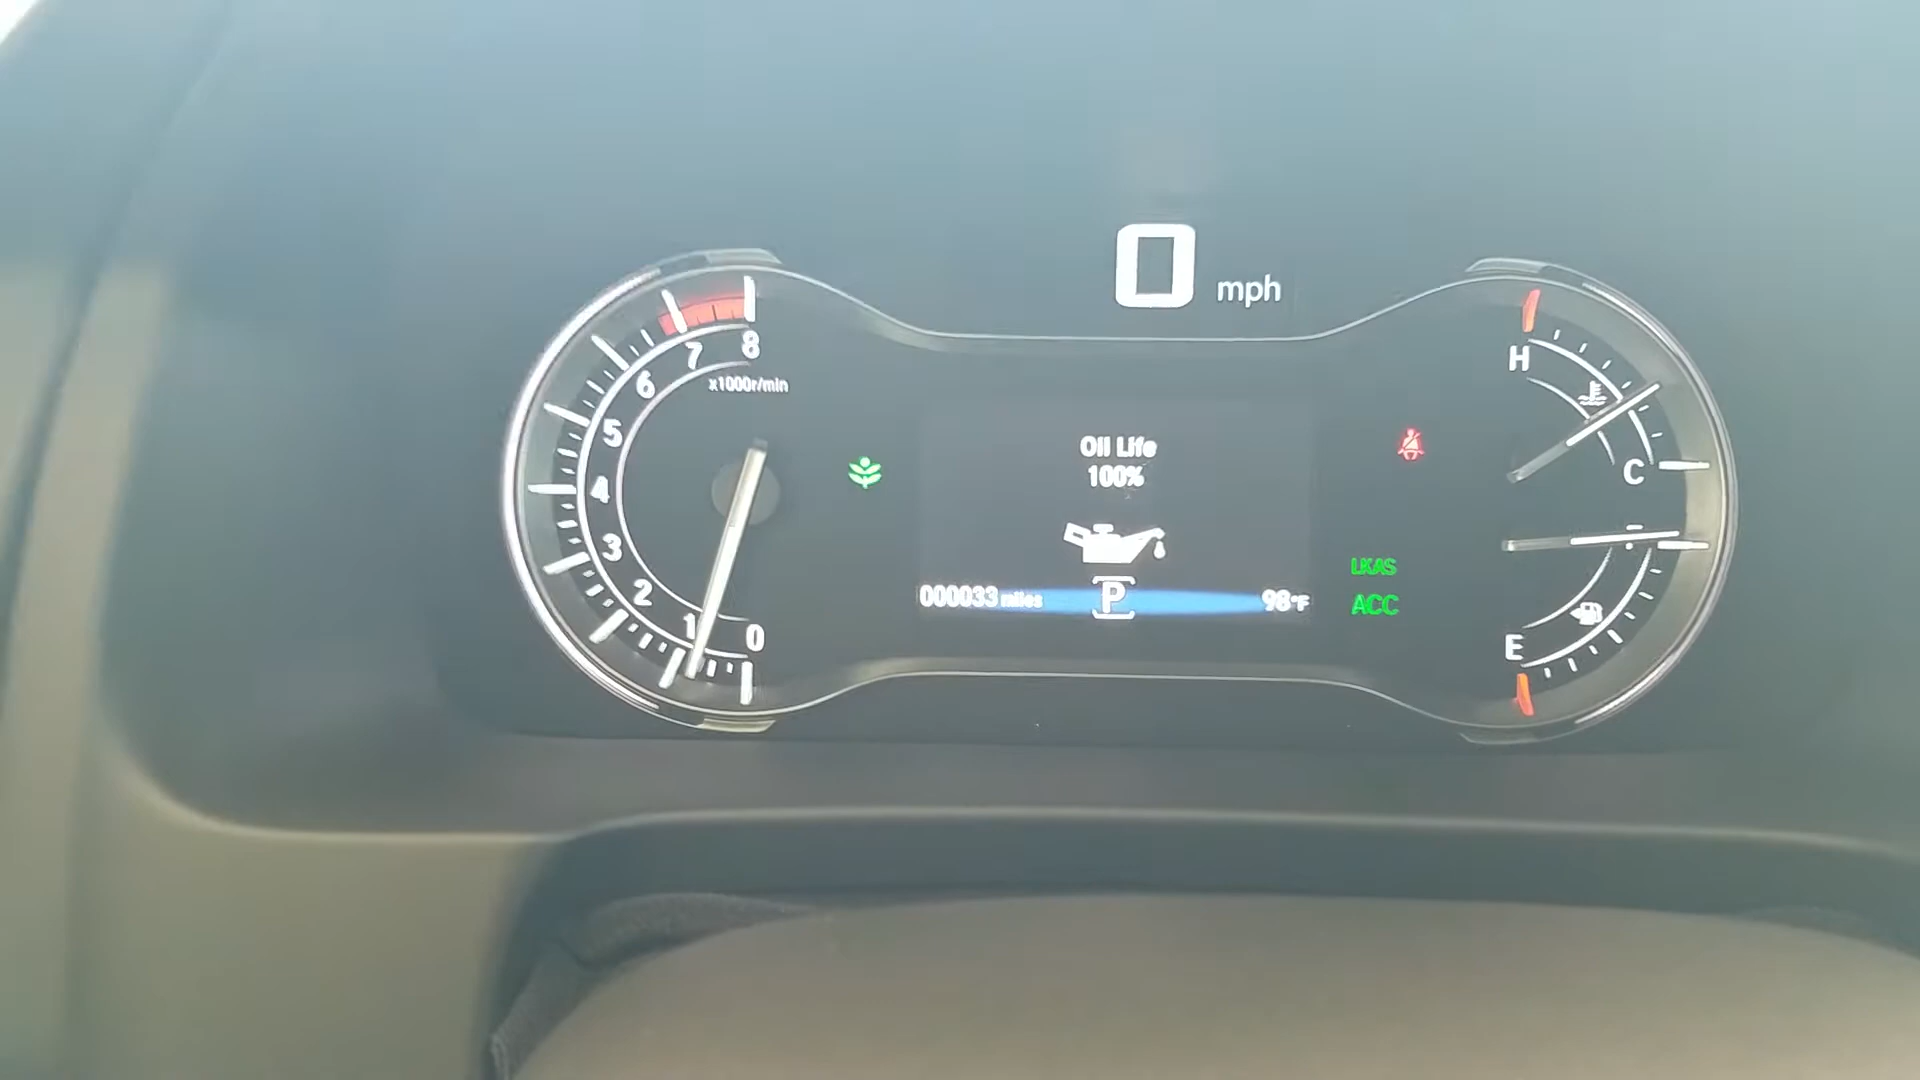 0 mph
8
7
6
5
4
3
2
1
0
x1000r/min
Oil Life
100%
000033 miles
P
98°F
LKAS
ACC
H
C
F
E